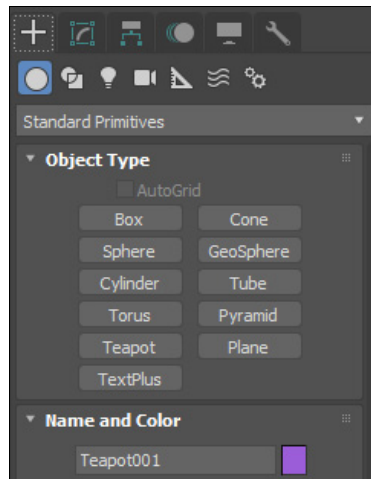 Standard Primitives
Object Type
AutoGrid
Box Cone
Sphere GeoSphere
Cylinder Tube
Torus Pyramid
Teapot Plane
TextPlus
Name and Color
Teapot001